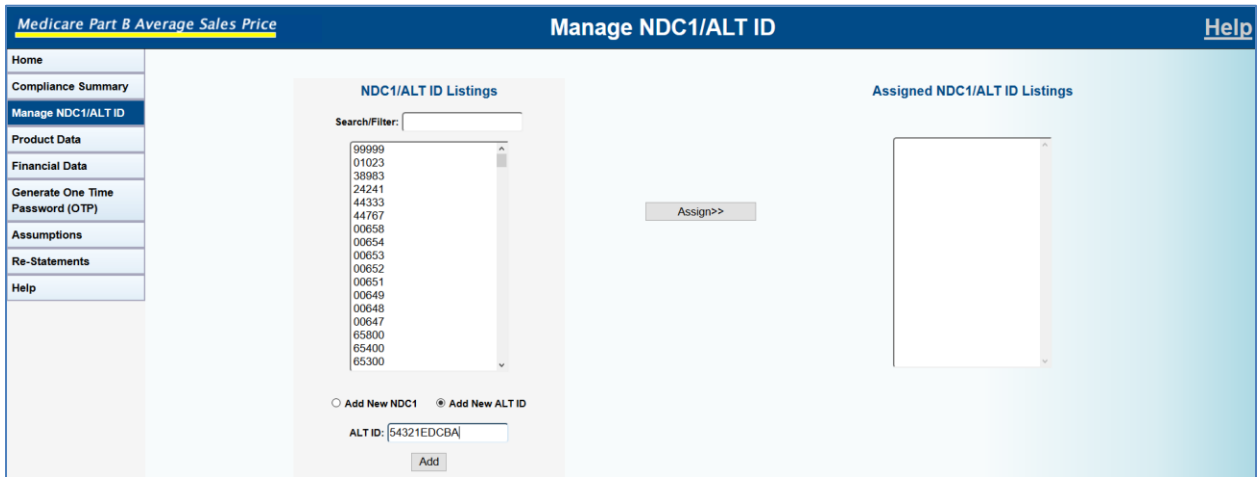 Medicare Part B Average Sales Price
Manage NDC1/ALT ID
Help
Home
Compliance Summary
Manage NDC1/ALT ID
Product Data
Financial Data
Generate One Time
Password (OTP)
Assumptions
Re-Statements
Help
NDC1/ALT ID Listings
Search/Filter:
99999
01023
38983
24241
44333
44767
00658
00654
00653
00652
00651
00649
00648
00647
65800
65400
65300
Add New NDC1 Add New ALT ID
ALT ID: 54321EDCBA
Add
Assign>>
Assigned NDC1/ALT ID Listings